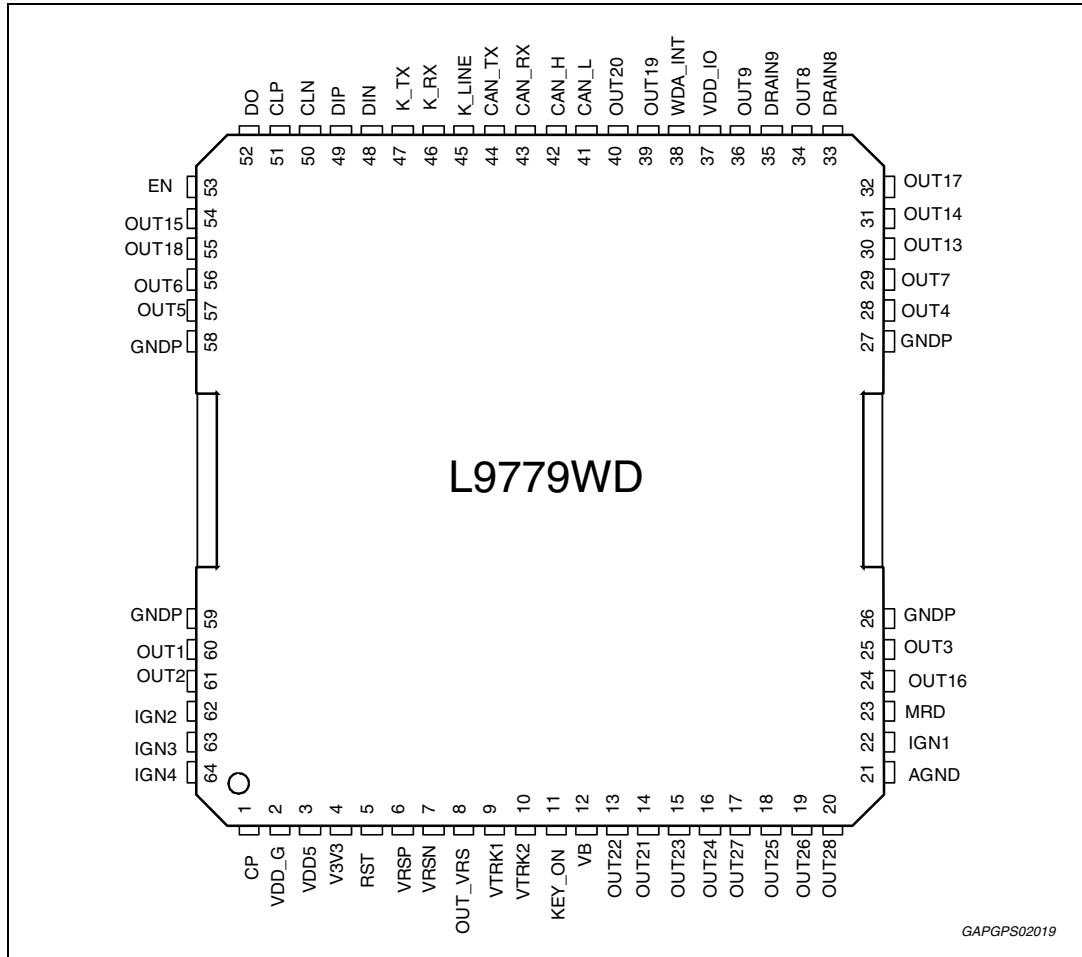 DO
CLP
CLN
DIP
DIN
K_TX
K_RX
K_LINE
CAN_TX
CAN_RX
CAN_H
CAN_L
OUT20
OUT19
WDA_INT
VDD_IO
OUT9
DRAIN9
OUT8
DRAIN8
52
51
50
49
48
47
46
45
44
43
42
41
40
39
38
37
36
35
34
33
EN 53
OUT15 54
OUT18 55
OUT6 56
OUT5 57
GNDP 58
32 OUT17
31 OUT14
30 OUT13
29 OUT7
28 OUT4
27 GNDP
L9779WD
GNDP 59
OUT1 60
OUT2 61
IGN2 62
IGN3 63
IGN4 64
26 GNDP
25 OUT3
24 OUT16
23 MRD
22 IGN1
21 AGND
1
2
3
4
5
6
7
8
9
10
11
12
13
14
15
16
17
18
19
20
CP
VDD_G
VDD5
V3V3
RST
VRSP
VRSN
OUT_VRS
VTRK1
VTRK2
KEY_ON
VB
OUT22
OUT21
OUT23
OUT24
OUT27
OUT25
OUT26
OUT28
GAPGPS02019